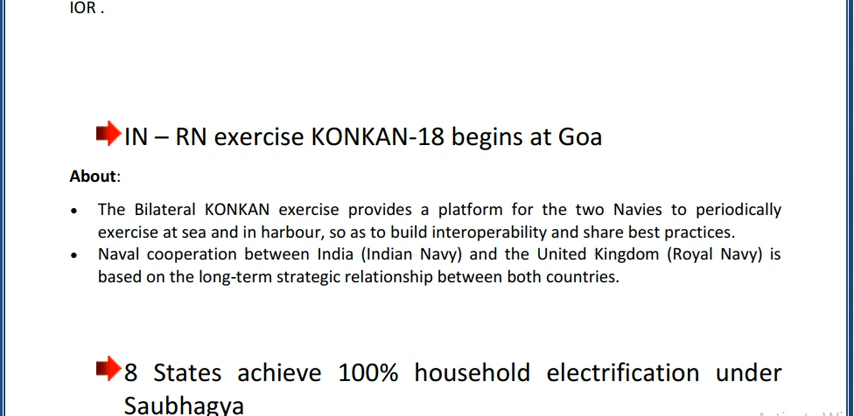 IOR .
IN – RN exercise KONKAN-18 begins at Goa
About:
• The Bilateral KONKAN exercise provides a platform for the two Navies to periodically
exercise at sea and in harbour, so as to build interoperability and share best practices.
• Naval cooperation between India (Indian Navy) and the United Kingdom (Royal Navy) is
based on the long-term strategic relationship between both countries.
8 States achieve 100% household electrification under
Saubhagya